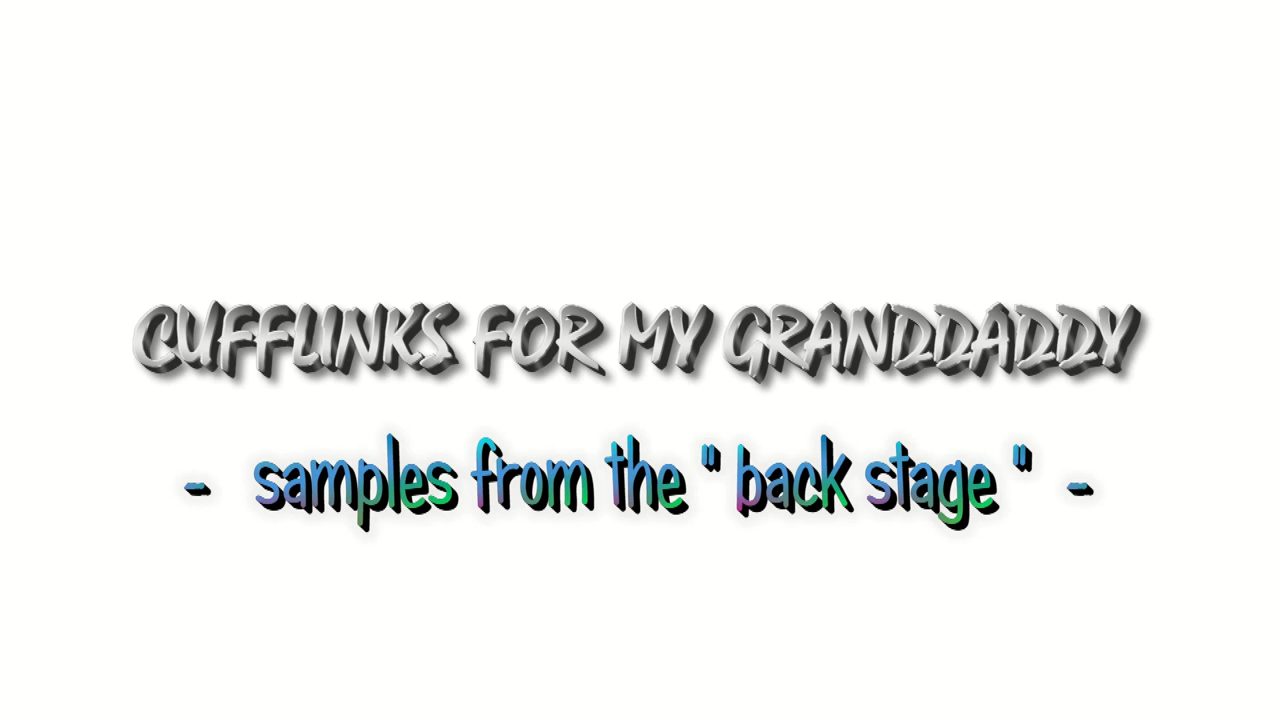 CUFFLINKS FOR MY GRANDDADDY
- samples from the " back stage " -